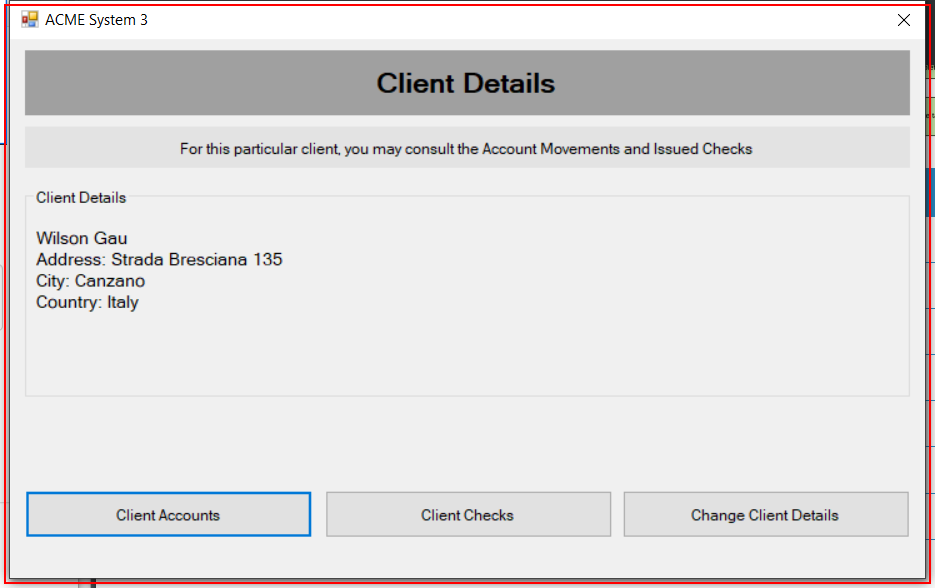 ACME System 3
Client Details
For this particular client, you may consult the Account Movements and Issued Checks
Client Details
Wilson Gau
Address: Strada Bresciana 135
City: Canzano
Country: Italy
Client Accounts
Client Checks
Change Client Details